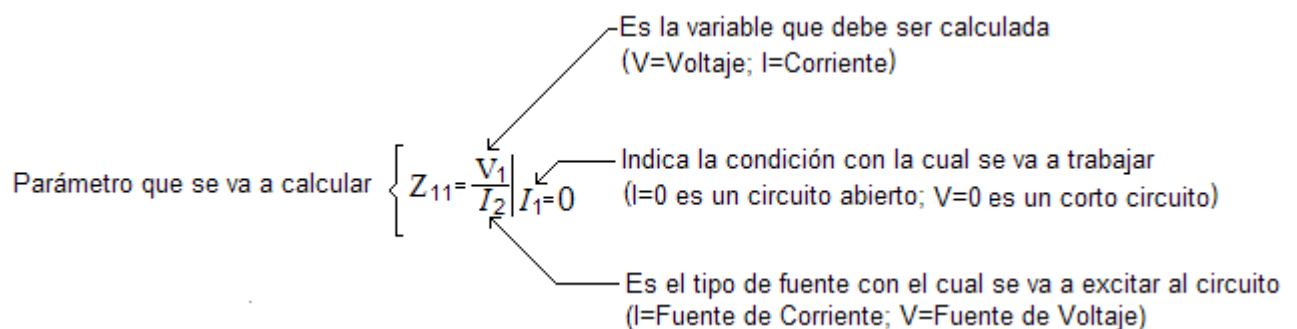 Es la variable que debe ser calculada
(V=Voltaje; I=Corriente)
Parámetro que se va a calcular { Z11=V1/I2|I1=0
Indica la condición con la cual se va a trabajar
(I=0 es un circuito abierto; V=0 es un corto circuito)
Es el tipo de fuente con el cual se va a excitar al circuito
(I=Fuente de Corriente; V=Fuente de Voltaje)